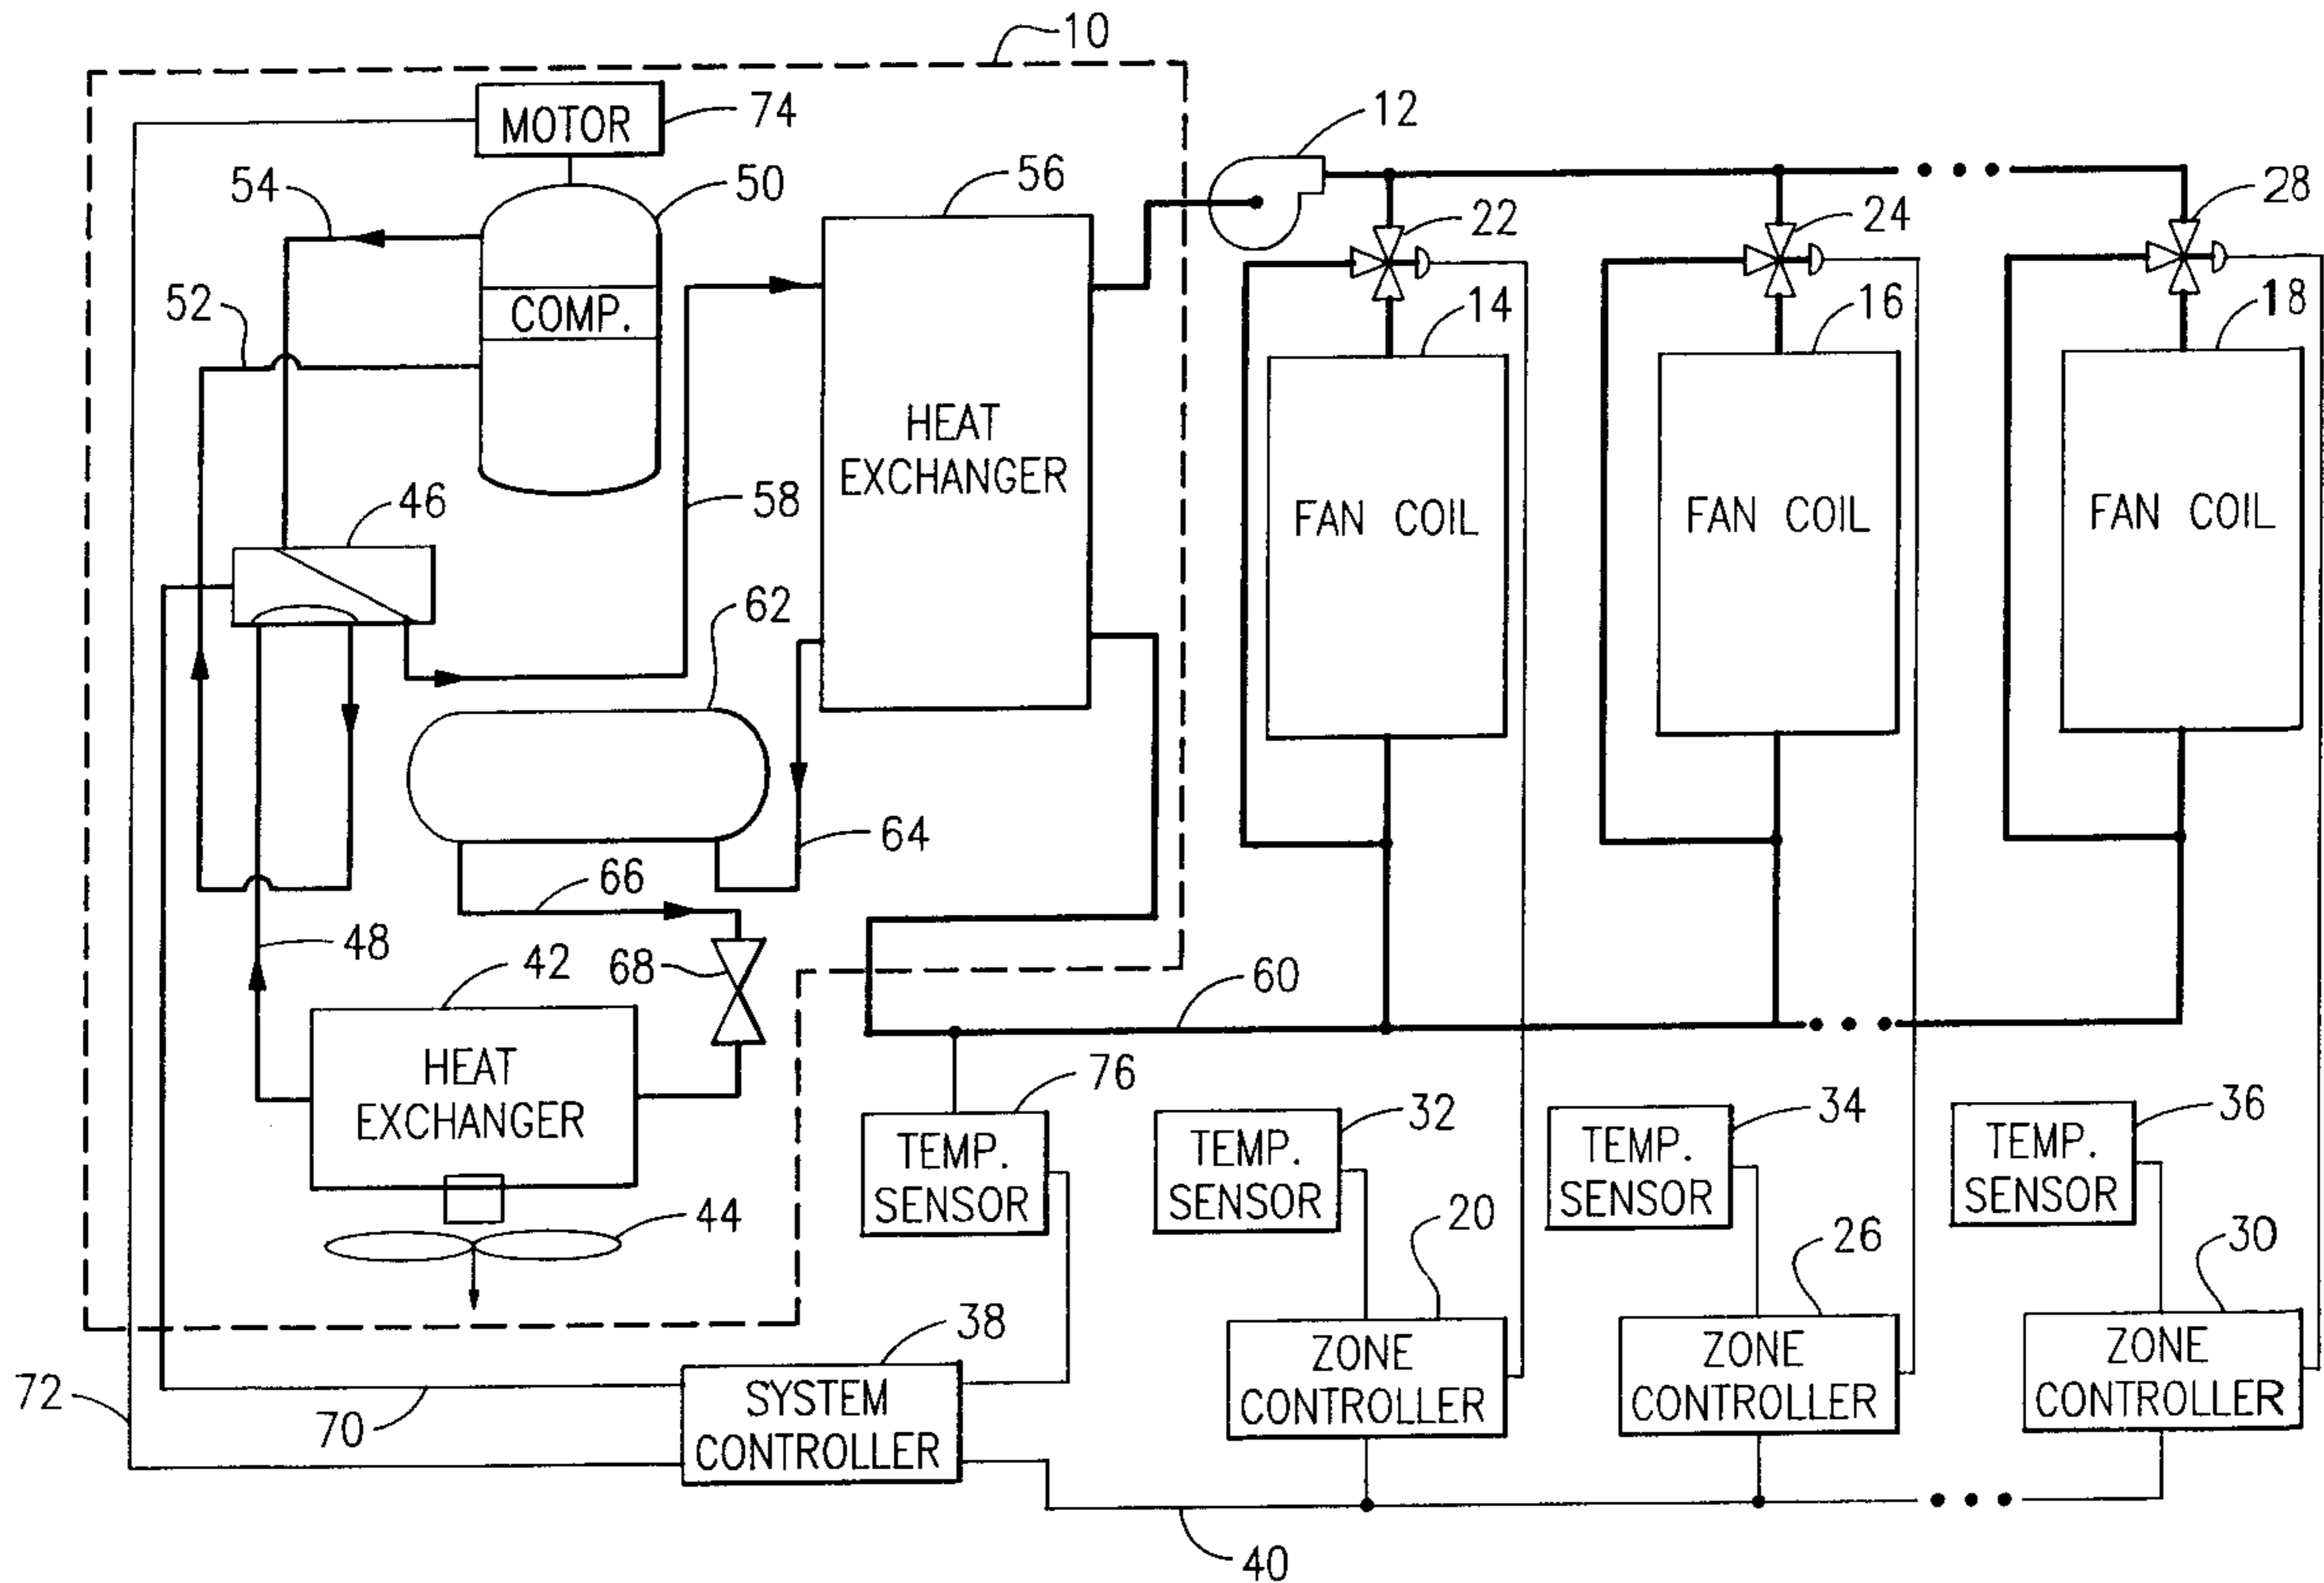 10
MOTOR
74
12
54
50
56
22
24
28
52
COMP.
14
16
18
HEAT
EXCHANGER
46
58
FAN COIL
FAN COIL
FAN COIL
62
64
66
48
42
68
60
HEAT
EXCHANGER
76
32
34
36
TEMP.
SENSOR
TEMP.
SENSOR
TEMP.
SENSOR
TEMP.
SENSOR
44
20
26
30
38
72
70
SYSTEM
CONTROLLER
ZONE
CONTROLLER
ZONE
CONTROLLER
ZONE
CONTROLLER
40